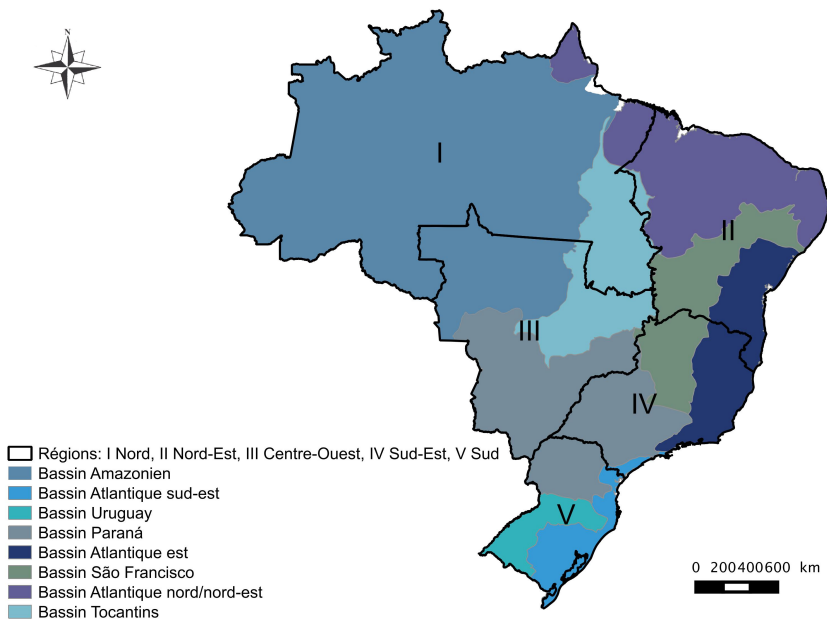 N
I
II
III
IV
V
Régions: I Nord, II Nord-Est, III Centre-Ouest, IV Sud-Est, V Sud
Bassin Amazonien
Bassin Atlantique sud-est
Bassin Uruguay
Bassin Paraná
Bassin Atlantique est
Bassin São Francisco
Bassin Atlantique nord/nord-est
Bassin Tocantins
0 200400600 km